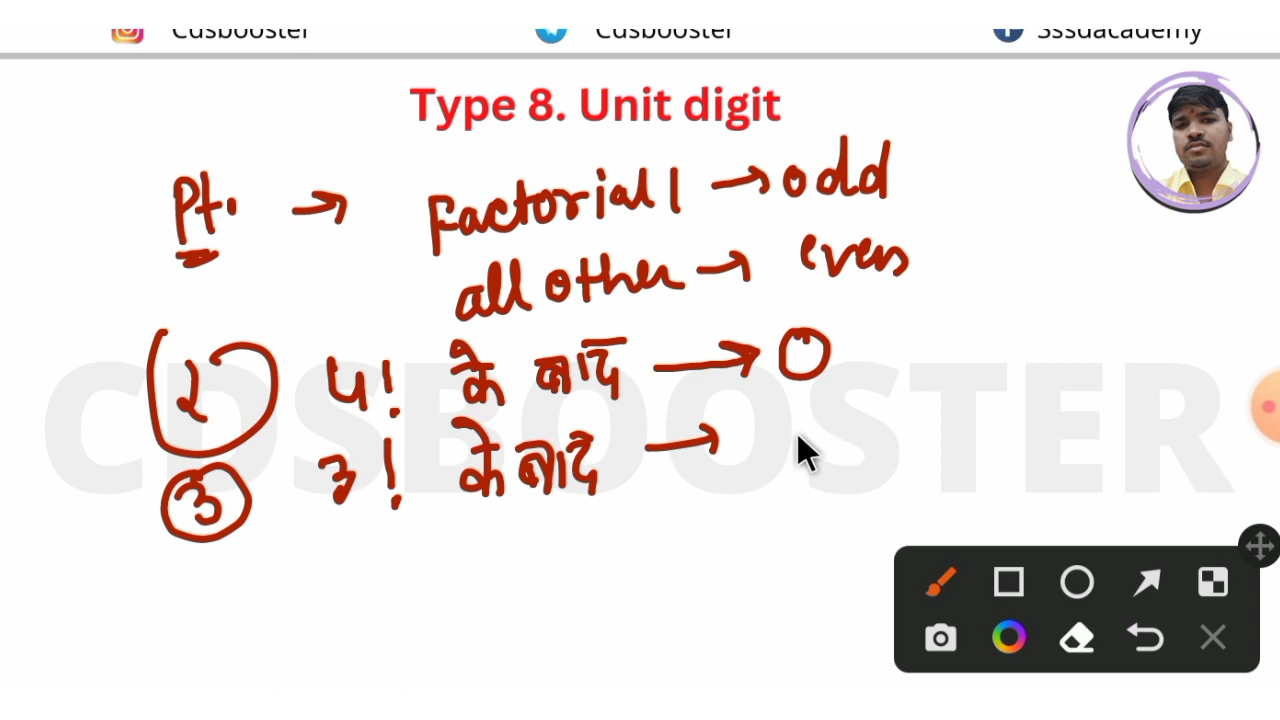 Cdsbooster Cdsbooster Sssdacademy
Type 8. Unit digit
Pt. → Factorial 1 → odd
all other → even
2 4! के बाद → 0
3 3! के बाद →
CDSBOOSTER